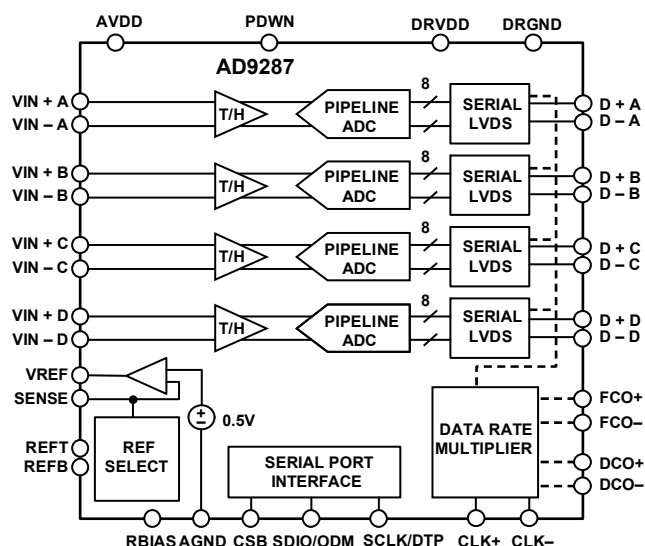 AVDD PDWN DRVDD DRGND
AD9287
VIN + A
VIN – A
T/H
PIPELINE
ADC
8
SERIAL
LVDS
D + A
D – A
VIN + B
VIN – B
T/H
PIPELINE
ADC
8
SERIAL
LVDS
D + B
D – B
VIN + C
VIN – C
T/H
PIPELINE
ADC
8
SERIAL
LVDS
D + C
D – C
VIN + D
VIN – D
T/H
PIPELINE
ADC
8
SERIAL
LVDS
D + D
D – D
VREF
SENSE
+
–
0.5V
REFT
REFB
REF
SELECT
SERIAL PORT
INTERFACE
DATA RATE
MULTIPLIER
FCO+
FCO–
DCO+
DCO–
RBIAS AGND CSB SDIO/ODM SCLK/DTP CLK+ CLK–